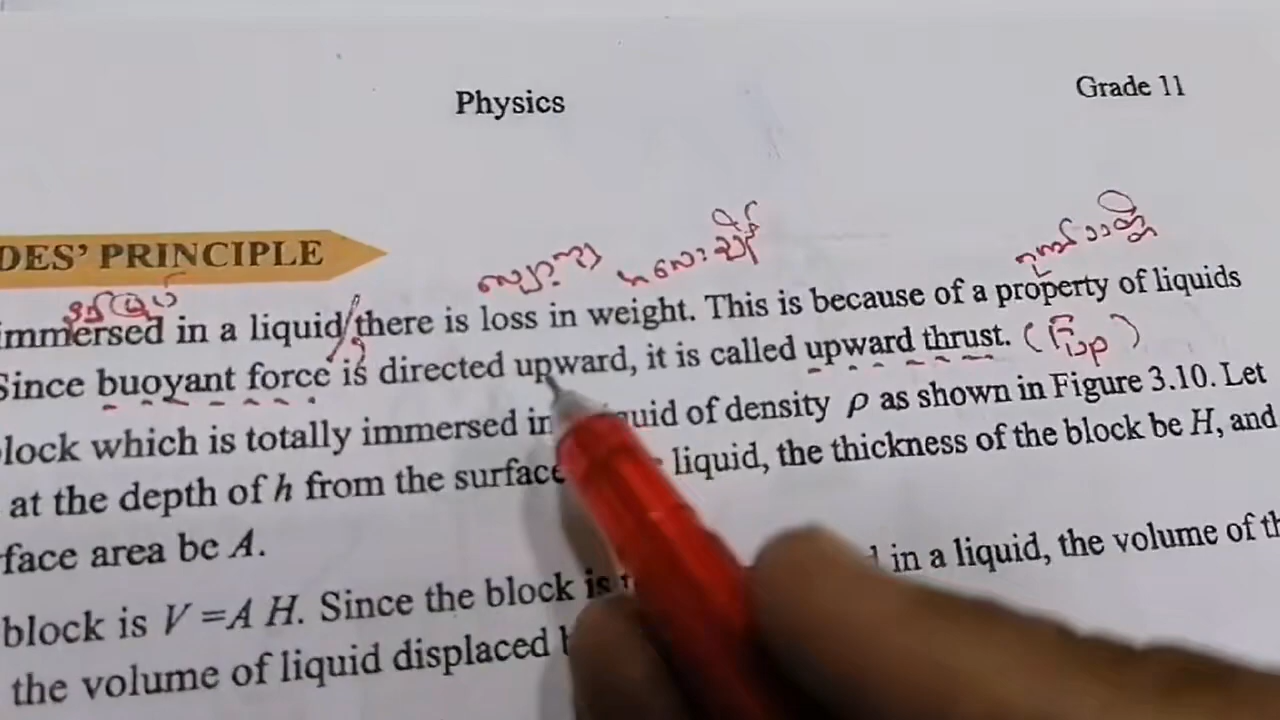 Physics
Grade 11
DES' PRINCIPLE
immersed in a liquid there is loss in weight. This is because of a property of liquids
Since buoyant force is directed upward, it is called upward thrust. (Fup)
lock which is totally immersed in of density ρ as shown in Figure 3.10. Let
at the depth of h from the surface liquid, the thickness of the block be H, and
face area be A.
in a liquid, the volume of
block is V = A H. Since the block is
the volume of liquid displaced